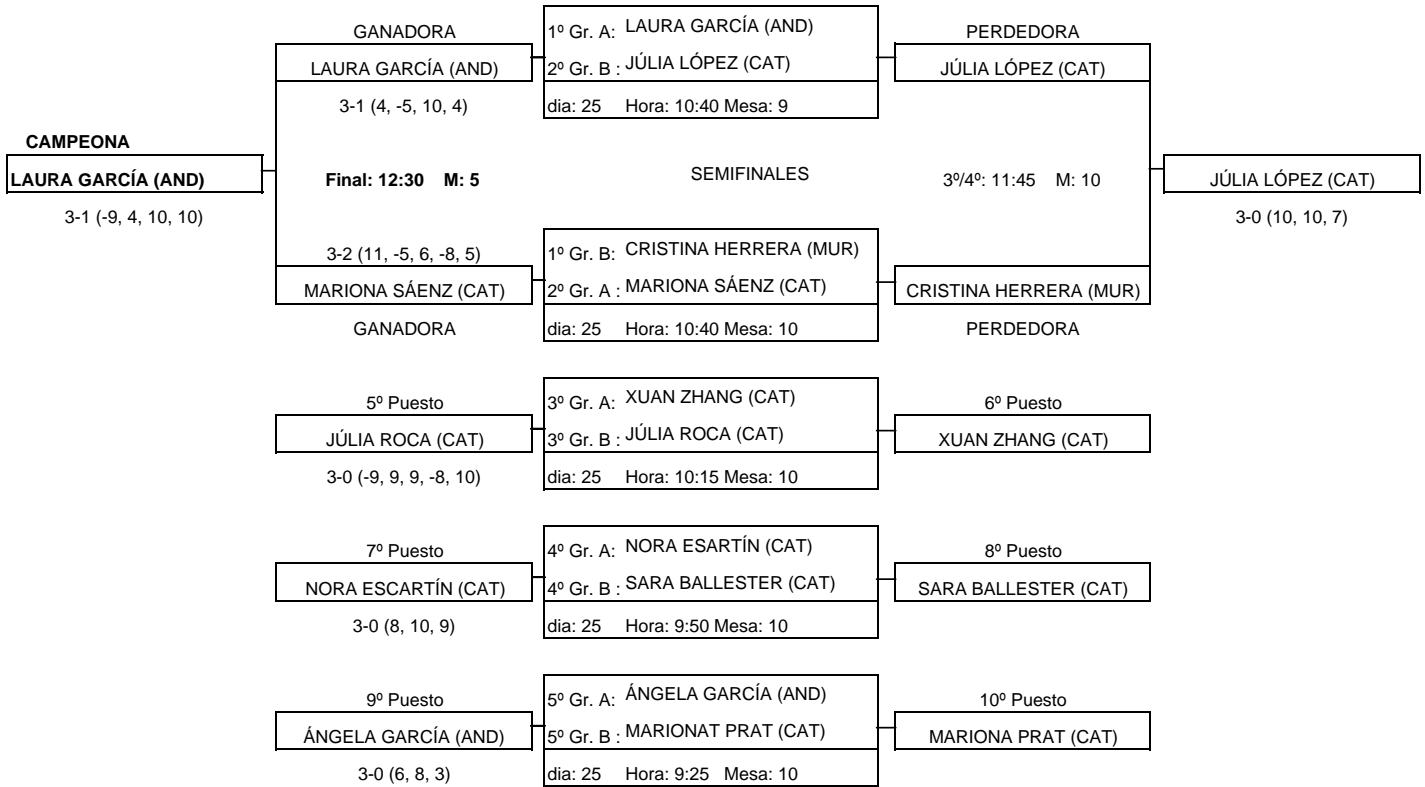 GANADORA
LAURA GARCÍA (AND)
3-1 (4, -5, 10, 4)
1º Gr. A: LAURA GARCÍA (AND)
2º Gr. B : JÚLIA LÓPEZ (CAT)
dia: 25 Hora: 10:40 Mesa: 9
PERDEDORA
JÚLIA LÓPEZ (CAT)
CAMPEONA
LAURA GARCÍA (AND)
3-1 (-9, 4, 10, 10)
Final: 12:30 M: 5
SEMIFINALES
3º/4º: 11:45 M: 10
JÚLIA LÓPEZ (CAT)
3-0 (10, 10, 7)
3-2 (11, -5, 6, -8, 5)
MARIONA SÁENZ (CAT)
GANADORA
1º Gr. B: CRISTINA HERRERA (MUR)
2º Gr. A : MARIONA SÁENZ (CAT)
dia: 25 Hora: 10:40 Mesa: 10
CRISTINA HERRERA (MUR)
PERDEDORA
5º Puesto
JÚLIA ROCA (CAT)
3-0 (-9, 9, 9, -8, 10)
3º Gr. A: XUAN ZHANG (CAT)
3º Gr. B : JÚLIA ROCA (CAT)
dia: 25 Hora: 10:15 Mesa: 10
6º Puesto
XUAN ZHANG (CAT)
7º Puesto
NORA ESCARTÍN (CAT)
3-0 (8, 10, 9)
4º Gr. A: NORA ESARTÍN (CAT)
4º Gr. B : SARA BALLESTER (CAT)
dia: 25 Hora: 9:50 Mesa: 10
8º Puesto
SARA BALLESTER (CAT)
9º Puesto
ÁNGELA GARCÍA (AND)
3-0 (6, 8, 3)
5º Gr. A: ÁNGELA GARCÍA (AND)
5º Gr. B : MARIONAT PRAT (CAT)
dia: 25 Hora: 9:25 Mesa: 10
10º Puesto
MARIONA PRAT (CAT)